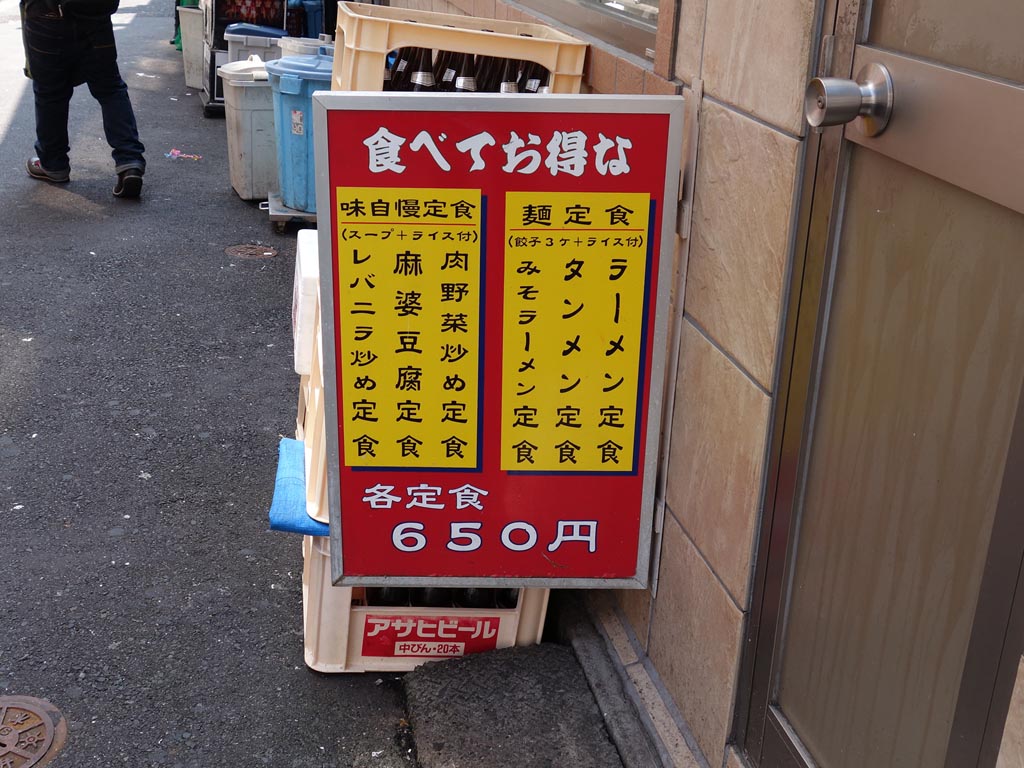 食べてお得な
味自慢定食
(スープ+ライス付)
肉野菜炒め定食
麻婆豆腐定食
レバニラ炒め定食
麺定食
(餃子3ケ+ライス付)
ラーメン定食
タンメン定食
みそラーメン定食
各定食
650円
アサヒビール
中びん・20本